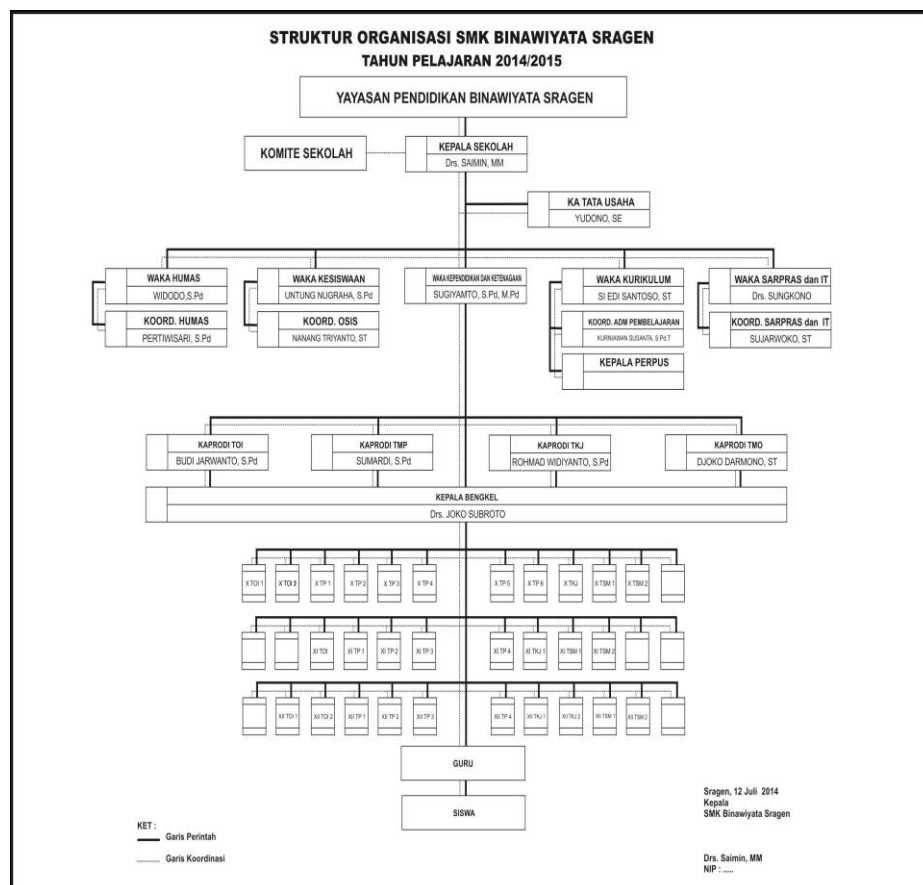 STRUKTUR ORGANISASI SMK BINAWIYATA SRAGEN
TAHUN PELAJARAN 2014/2015
YAYASAN PENDIDIKAN BINAWIYATA SRAGEN
KOMITE SEKOLAH
KEPALA SEKOLAH
Drs. SAIMIN, MM
KA TATA USAHA
YUDONO, SE
WAKA HUMAS
WIDODO,S.Pd
KOORD. HUMAS
PERTIWISARI, S.Pd
WAKA KESISWAAN
UNTUNG NUGRAHA, S.Pd
KOORD. OSIS
NANANG TRIYANTO, ST
WAKA KEPENDIDIKAN DAN KETENAGAAN
SUGIYAMTO, S.Pd, M.Pd
WAKA KURIKULUM
SI EDI SANTOSO, ST
KOORD. ADM PEMBELAJARAN
KURNIAWAN SUSANTA, S.Pd.T
KEPALA PERPUS
WAKA SARPRAS dan IT
Drs. SUNGKONO
KOORD. SARPRAS dan IT
SUJARWOKO, ST
KAPRODI TOI
BUDI JARWANTO, S.Pd
KAPRODI TMP
SUMARDI, S.Pd
KAPRODI TKJ
ROHMAD WIDIYANTO, S.Pd
KAPRODI TMO
DJOKO DARMONO, ST
KEPALA BENGKEL
Drs. JOKO SUBROTO
X TOI 1
X TOI 2
X TP 1
X TP 2
X TP 3
X TP 4
X TP 5
X TP 6
X TKJ
X TSM 1
X TSM 2
XI TOI
XI TP 1
XI TP 2
XI TP 3
XI TP 4
XI TKJ 1
XI TSM 1
XI TSM 2
XII TOI 1
XII TOI 2
XII TP 1
XII TP 2
XII TP 3
XII TP 4
XII TKJ 1
XII TKJ 2
XII TSM 1
XII TSM 2
GURU
SISWA
KET :
Garis Perintah
Garis Koordinasi
Sragen, 12 Juli 2014
Kepala
SMK Binawiyata Sragen
Drs. Saimin, MM
NIP : .....